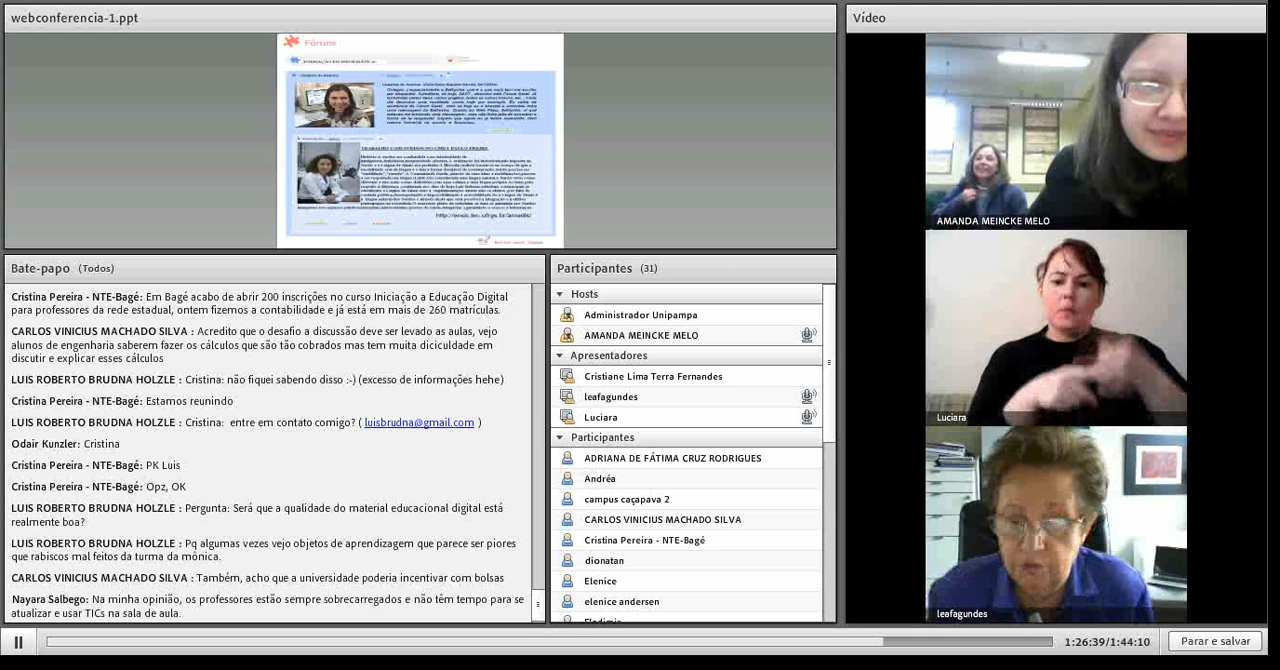 webconferencia-1.ppt
Fórum
http://eosic.iec.ufrgs.br/amadis/
Bate-papo (Todos)
Cristina Pereira - NTE-Bagé: Em Bagé acabo de abrir 200 inscrições no curso Iniciação a Educação Digital
para professores da rede estadual, ontem fizemos a contabilidade e já está em mais de 260 matrículas.
CARLOS VINICIUS MACHADO SILVA : Acredito que o desafio a discussão deve ser levado as aulas, vejo
alunos de engenharia saberem fazer os cálculos que são tão cobrados mas tem muita diciculdade em
discutir e explicar esses cálculos
LUIS ROBERTO BRUDNA HOLZLE : Cristina: não fiquei sabendo disso :-) (excesso de informações hehe)
Cristina Pereira - NTE-Bagé: Estamos reunindo
LUIS ROBERTO BRUDNA HOLZLE : Cristina: entre em contato comigo? ( luisbrudna@gmail.com )
Odair Kunzler: Cristina
Cristina Pereira - NTE-Bagé: PK Luis
Cristina Pereira - NTE-Bagé: Opz, OK
LUIS ROBERTO BRUDNA HOLZLE : Pergunta: Será que a qualidade do material educacional digital está
realmente boa?
LUIS ROBERTO BRUDNA HOLZLE : Pq algumas vezes vejo objetos de aprendizagem que parece ser piores
que rabiscos mal feitos da turma da mônica.
CARLOS VINICIUS MACHADO SILVA : Também, acho que a universidade poderia incentivar com bolsas
Nayara Salbego: Na minha opinião, os professores estão sempre sobrecarregados e não têm tempo para se
atualizar e usar TICs na sala de aula.
Participantes (31)
Hosts
Administrador Unipampa
AMANDA MEINCKE MELO
Apresentadores
Cristiane Lima Terra Fernandes
leafagundes
Luciara
Participantes
ADRIANA DE FÁTIMA CRUZ RODRIGUES
Andréa
campus caçapava 2
CARLOS VINICIUS MACHADO SILVA
Cristina Pereira - NTE-Bagé
dionatan
Elenice
elenice andersen
Vídeo
AMANDA MEINCKE MELO
Luciara
leafagundes
1:26:39/1:44:10
Parar e salvar